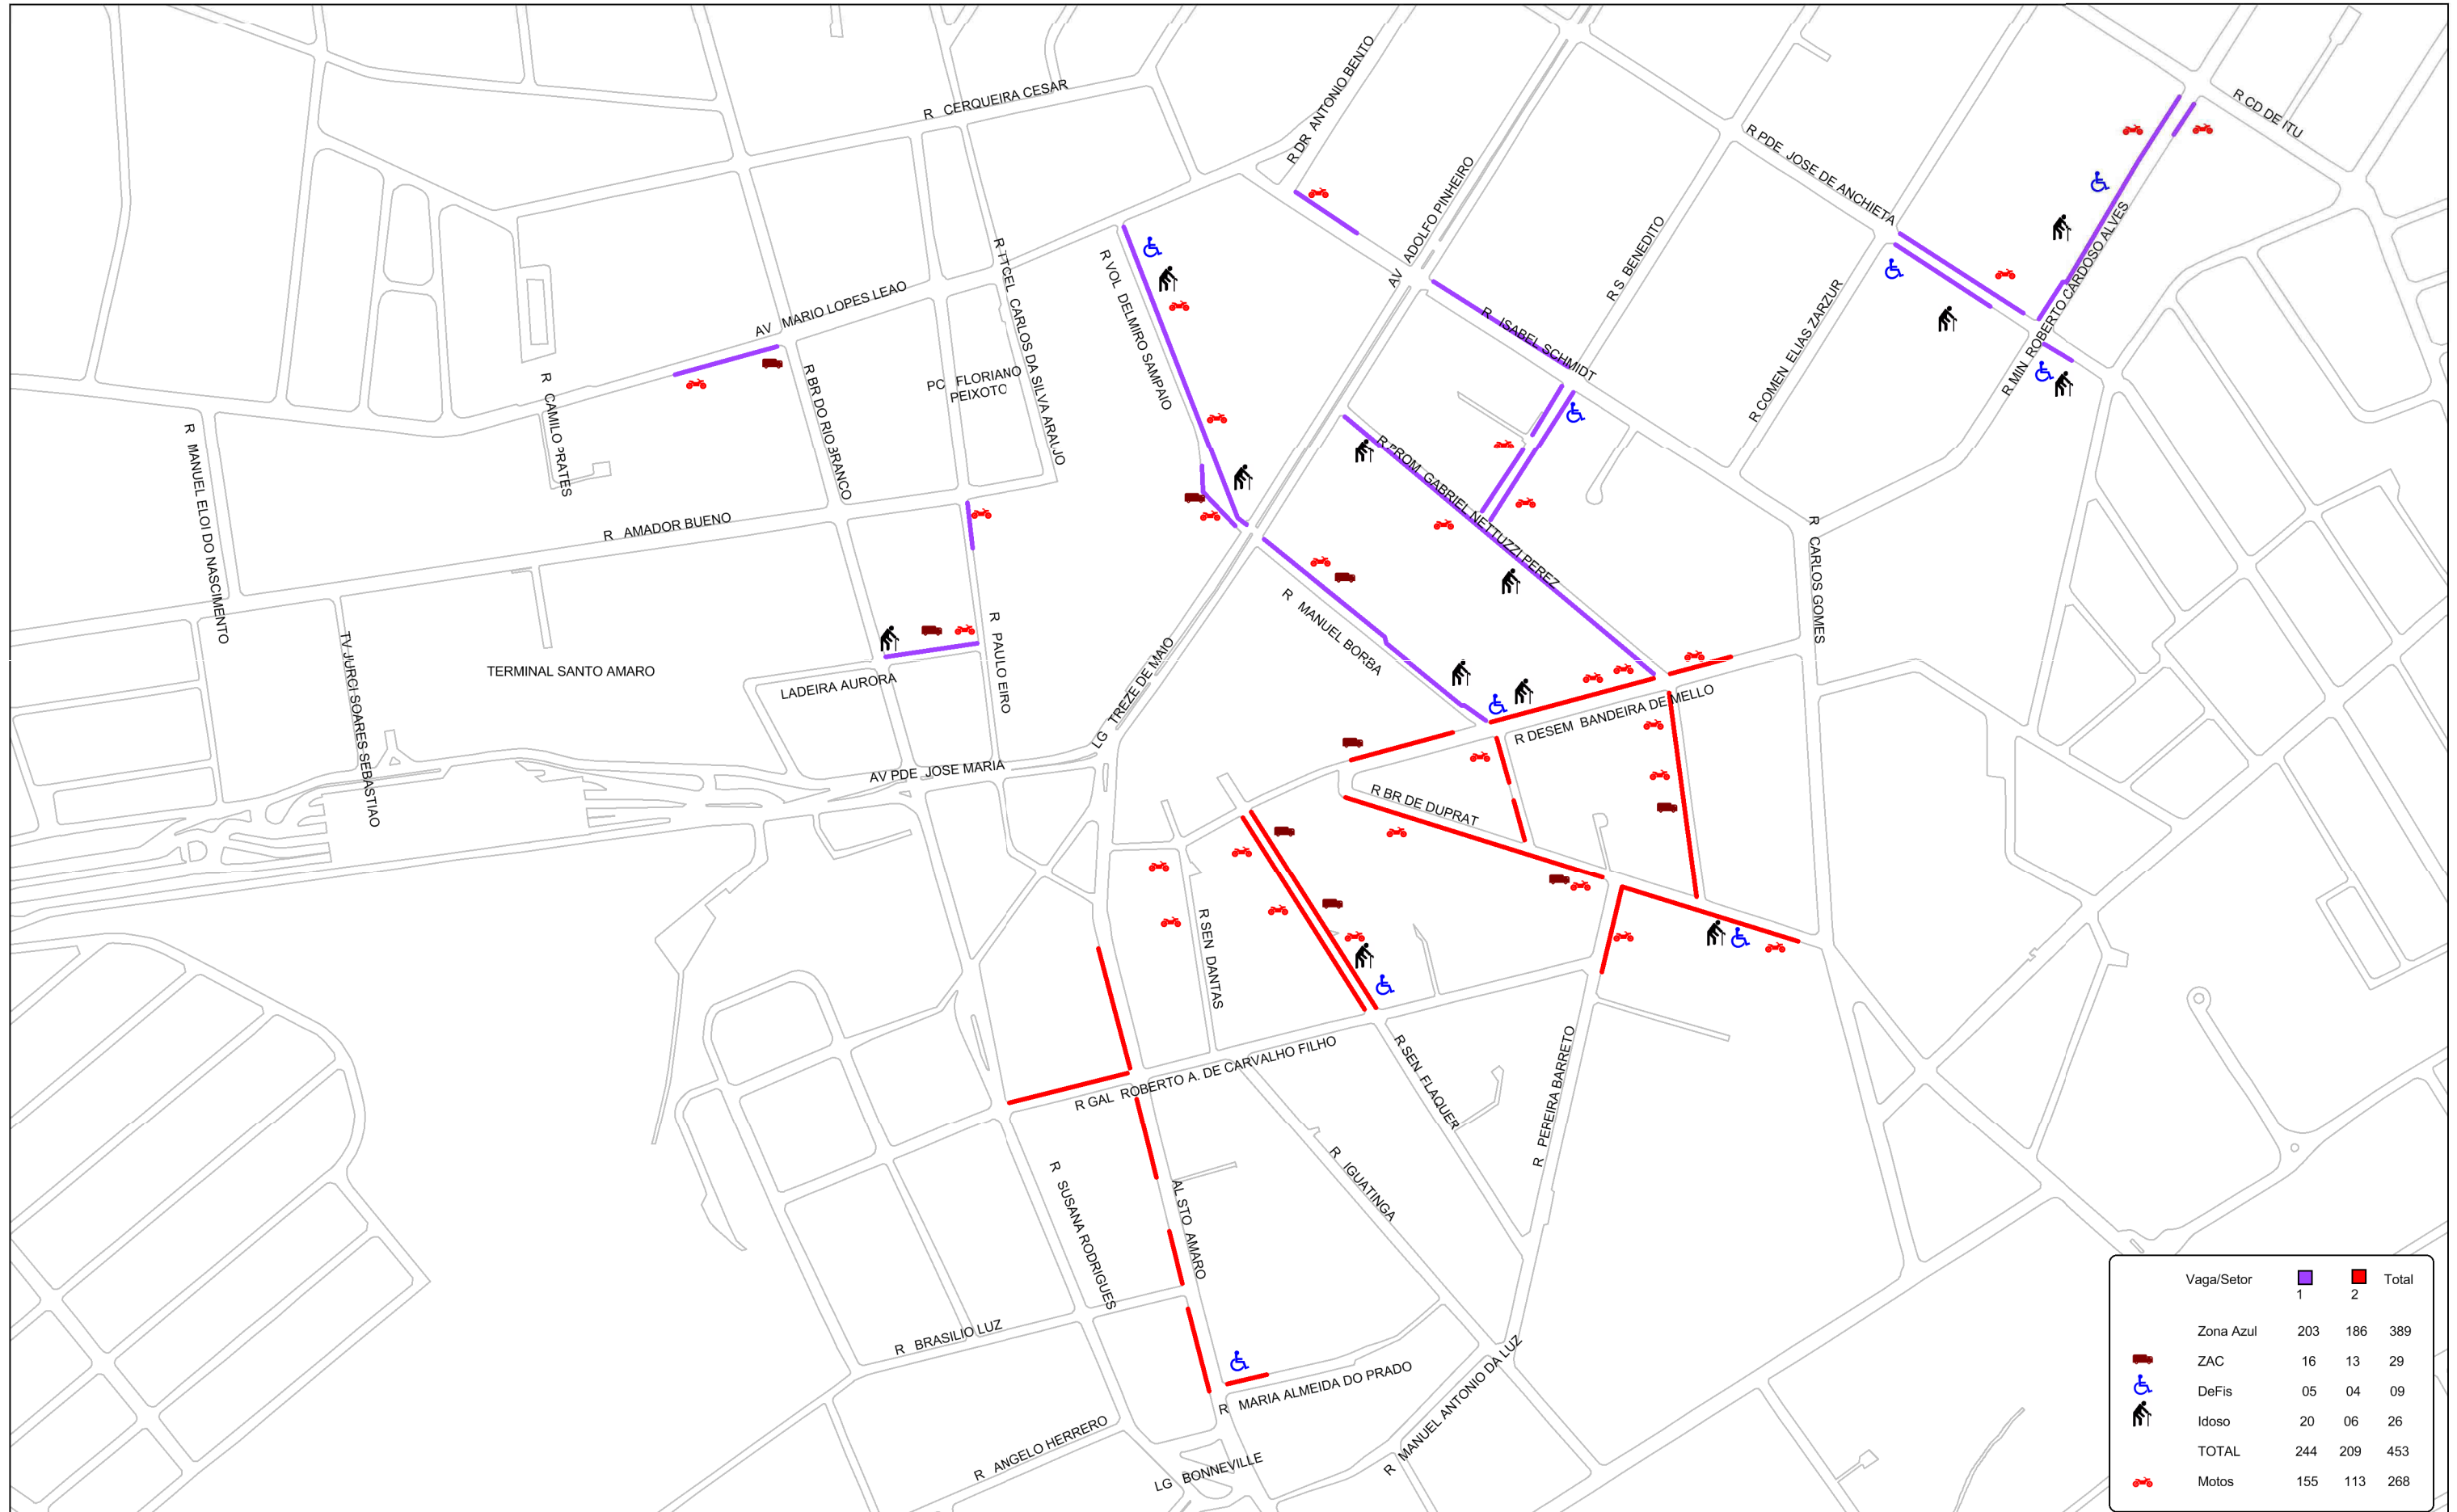 R CERQUEIRA CESAR
R DR ANTONIO BENTO
R CD DE ITU
R PDE JOSE DE ANCHIETA
AV ADOLFO PINHEIRO
R S. BENEDITO
R MIN. ROBERTO CARDOSO ALVES
R TTCEL CARLOS DA SILVA ARAUJO
R VOL DELMIRO SAMPAIO
AV MARIO LOPES LEAO
R ISABEL SCHMIDT
R COMEN ELIAS ZARZUR
PC FLORIANO
PEIXOTO
R BR DO RIO BRANCO
R CAMILO PRATES
R MANUEL ELOI DO NASCIMENTO
R PROM GABRIEL NETTUZZI PEREZ
R AMADOR BUENO
R CARLOS GOMES
R MANUEL BORBA
R PAULO EIRO
TV JURCI SOARES SEBASTIAO
TERMINAL SANTO AMARO
LADEIRA AURORA
LG TREZE DE MAIO
R DESEM BANDEIRA DE MELLO
AV PDE JOSE MARIA
R BR DE DUPRAT
R SEN DANTAS
R GAL ROBERTO A. DE CARVALHO FILHO
R SEN FLAQUER
R PEREIRA BARRETO
R IGUATINGA
R SUSANA RODRIGUES
AL STO AMARO
R BRASILIO LUZ
R MARIA ALMEIDA DO PRADO
R MANUEL ANTONIO DA LUZ
R ANGELO HERRERO
LG BONNEVILLE
Vaga/Setor 1 2 Total
Zona Azul 203 186 389
ZAC 16 13 29
DeFis 05 04 09
Idoso 20 06 26
TOTAL 244 209 453
Motos 155 113 268